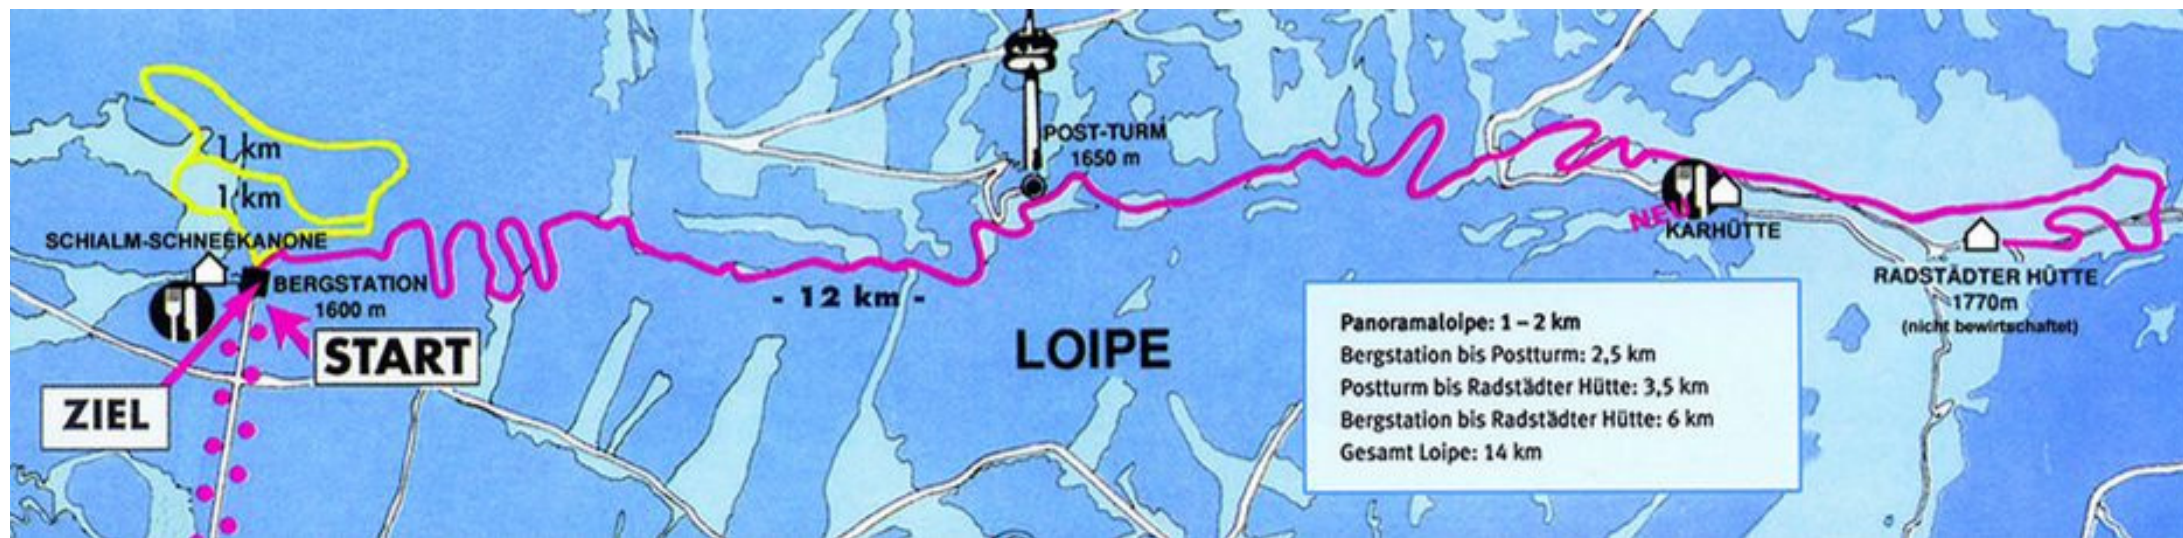 1 km
1 km
SCHIALM-SCHNEEKANONE
BERGSTATION
1600 m
START
ZIEL
- 12 km -
POST-TURM
1650 m
LOIPE
NEU
KARHÜTTE
RADSTÄDTER HÜTTE
1770m
(nicht bewirtschaftet)
Panoramaloipe: 1 – 2 km
Bergstation bis Postturm: 2,5 km
Postturm bis Radstädter Hütte: 3,5 km
Bergstation bis Radstädter Hütte: 6 km
Gesamt Loipe: 14 km